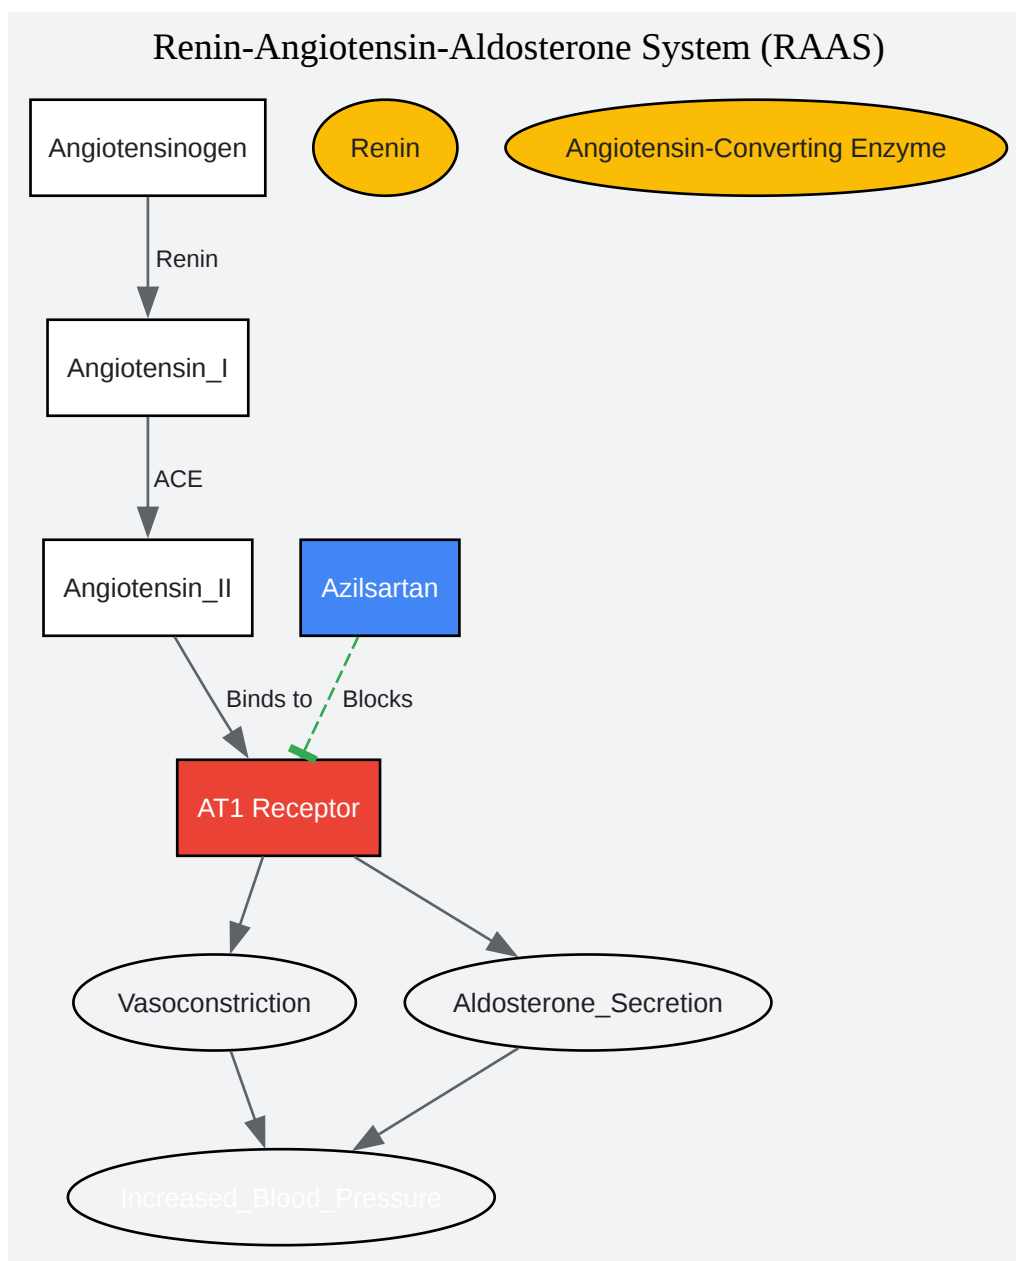 Renin-Angiotensin-Aldosterone System (RAAS)
Angiotensinogen
Renin
Angiotensin-Converting Enzyme
Renin
Angiotensin_I
ACE
Angiotensin_II
Azilsartan
Binds to
Blocks
AT1 Receptor
Vasoconstriction
Aldosterone_Secretion
Increased_Blood_Pressure